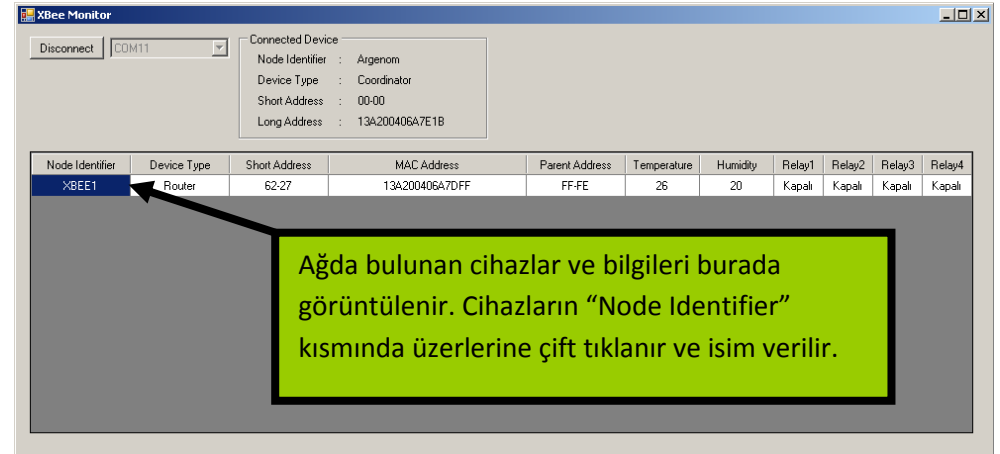 XBee Monitor
Disconnect COM11
Connected Device
Node Identifier : Argenom
Device Type : Coordinator
Short Address : 00-00
Long Address : 13A200406A7E1B
Node Identifier Device Type Short Address MAC Address Parent Address Temperature Humidity Relay1 Relay2 Relay3 Relay4
XBEE1 Router 62-27 13A200406A7DFF FF-FE 26 20 Kapalı Kapalı Kapalı Kapalı
Ağda bulunan cihazlar ve bilgileri burada
görüntülenir. Cihazların “Node Identifier”
kısmında üzerlerine çift tıklanır ve isim verilir.